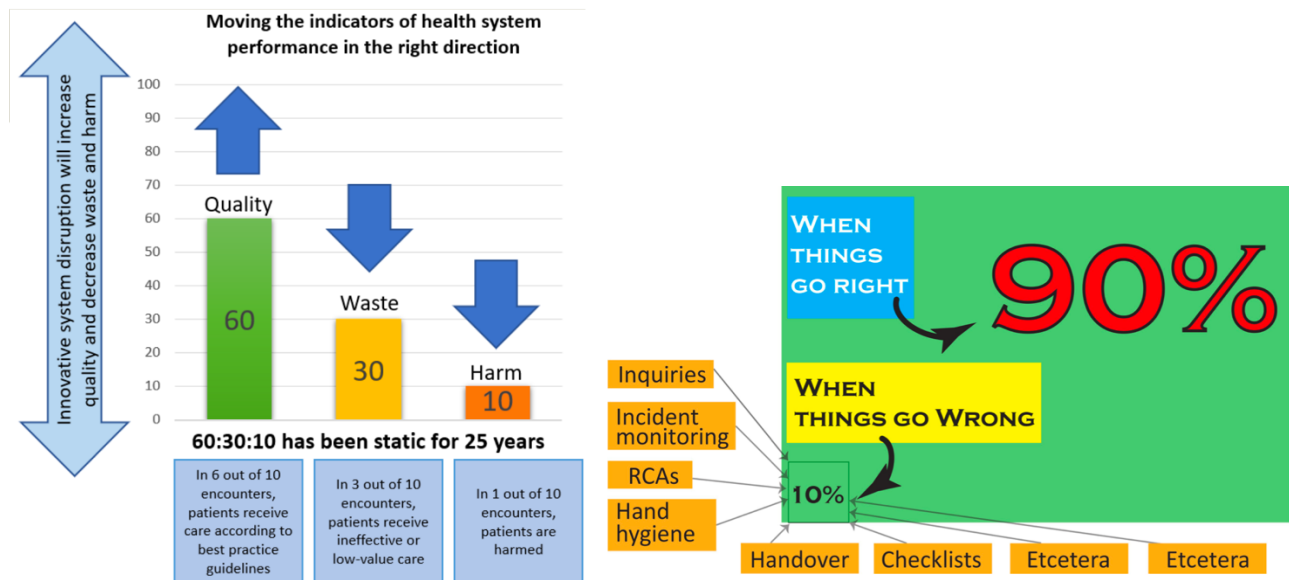 Moving the indicators of health system
performance in the right direction
Innovative system disruption will increase
quality and decrease waste and harm
100
90
80
70
60
50
40
30
20
10
0
Quality
60
Waste
30
Harm
10
60:30:10 has been static for 25 years
In 6 out of 10
encounters,
patients receive
care according to
best practice
guidelines
In 3 out of 10
encounters,
patients receive
ineffective or
low-value care
In 1 out of 10
encounters,
patients are
harmed
When
things
go right
90%
When
things go Wrong
10%
Inquiries
Incident
monitoring
RCAs
Hand
hygiene
Handover
Checklists
Etcetera
Etcetera